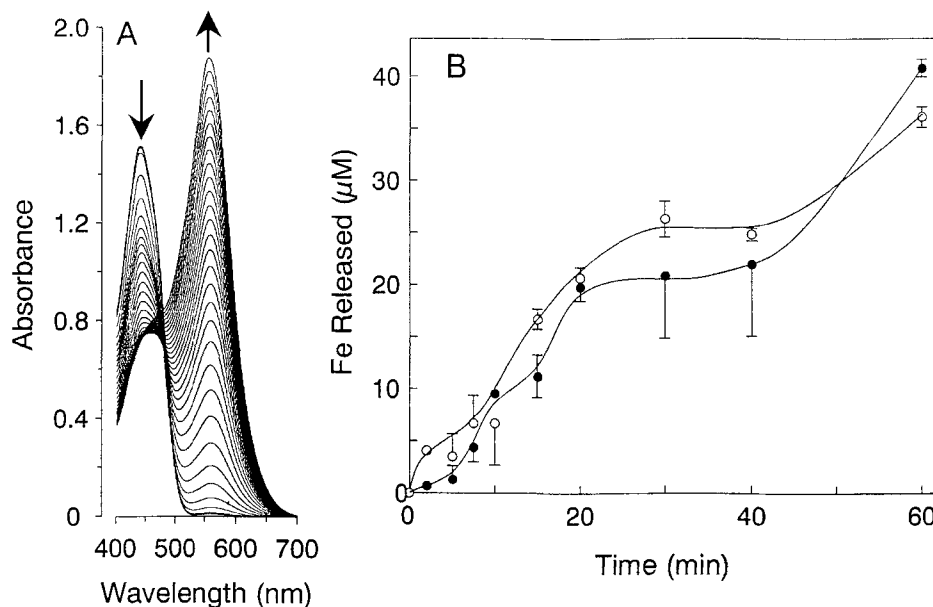 A
2.0
1.6
1.2
0.8
0.4
0
Absorbance
400 500 600 700
Wavelength (nm)
B
40
30
20
10
0
Fe Released (µM)
0 20 40 60
Time (min)